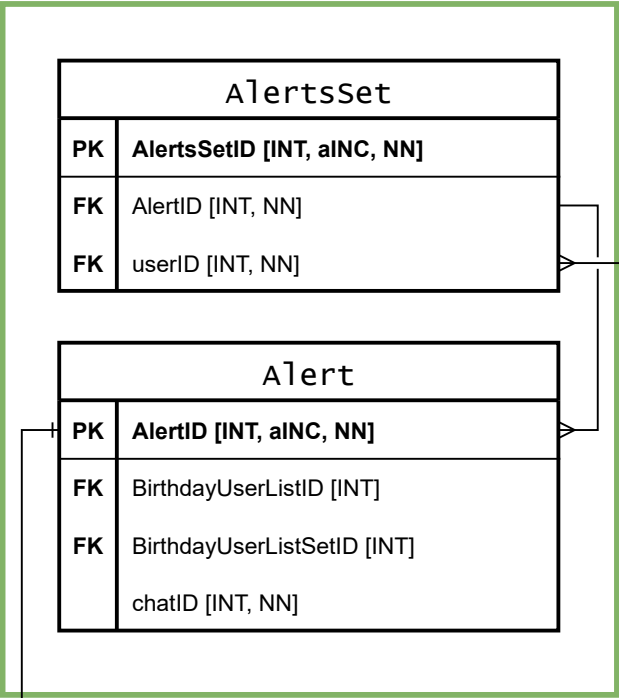 AlertsSet
PK AlertsSetID [INT, aINC, NN]
FK AlertID [INT, NN]
FK userID [INT, NN]
Alert
PK AlertID [INT, aINC, NN]
FK BirthdayUserListID [INT]
FK BirthdayUserListSetID [INT]
chatID [INT, NN]